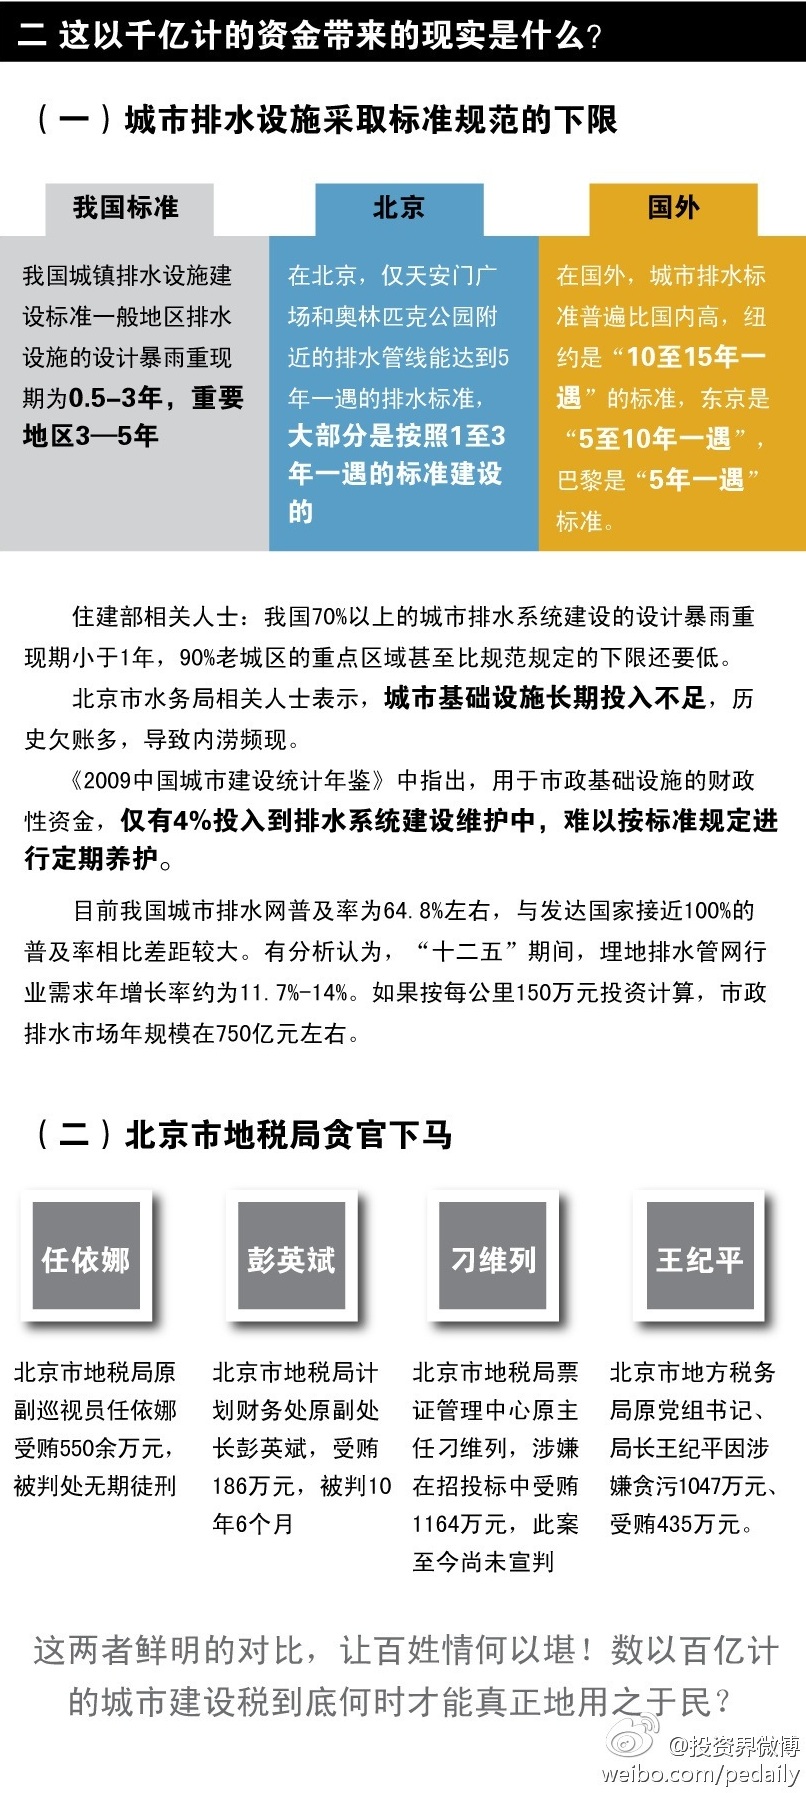 二 这以千亿计的资金带来的现实是什么?
（一）城市排水设施采取标准规范的下限
我国标准
我国城镇排水设施建
设标准一般地区排水
设施的设计暴雨重现
期为0.5-3年，重要
地区3—5年
北京
在北京，仅天安门广
场和奥林匹克公园附
近的排水管线能达到5
年一遇的排水标准，
大部分是按照1至3
年一遇的标准建设
的
国外
在国外，城市排水标
准普遍比国内高，纽
约是“10至15年一
遇”的标准，东京是
“5至10年一遇”，
巴黎是“5年一遇”
标准。
住建部相关人士：我国70%以上的城市排水系统建设的设计暴雨重
现期小于1年，90%老城区的重点区域甚至比规范规定的下限还要低。
北京市水务局相关人士表示，城市基础设施长期投入不足，历
史欠账多，导致内涝频现。
《2009中国城市建设统计年鉴》中指出，用于市政基础设施的财政
性资金，仅有4%投入到排水系统建设维护中，难以按标准规定进
行定期养护。
目前我国城市排水网普及率为64.8%左右，与发达国家接近100%的
普及率相比差距较大。有分析认为，“十二五”期间，埋地排水管网行
业需求年增长率约为11.7%-14%。如果按每公里150万元投资计算，市政
排水市场年规模在750亿元左右。
（二）北京市地税局贪官下马
任依娜
北京市地税局原
副巡视员任依娜
受贿550余万元，
被判处无期徒刑
彭英斌
北京市地税局计
划财务处原副处
长彭英斌，受贿
186万元，被判10
年6个月
刁维列
北京市地税局票
证管理中心原主
任刁维列，涉嫌
在招投标中受贿
1164万元，此案
至今尚未宣判
王纪平
北京市地方税务
局原党组书记、
局长王纪平因涉
嫌贪污1047万元、
受贿435万元。
这两者鲜明的对比，让百姓情何以堪！数以百亿计
的城市建设税到底何时才能真正地用之于民？
@投资界微博
weibo.com/pedaily